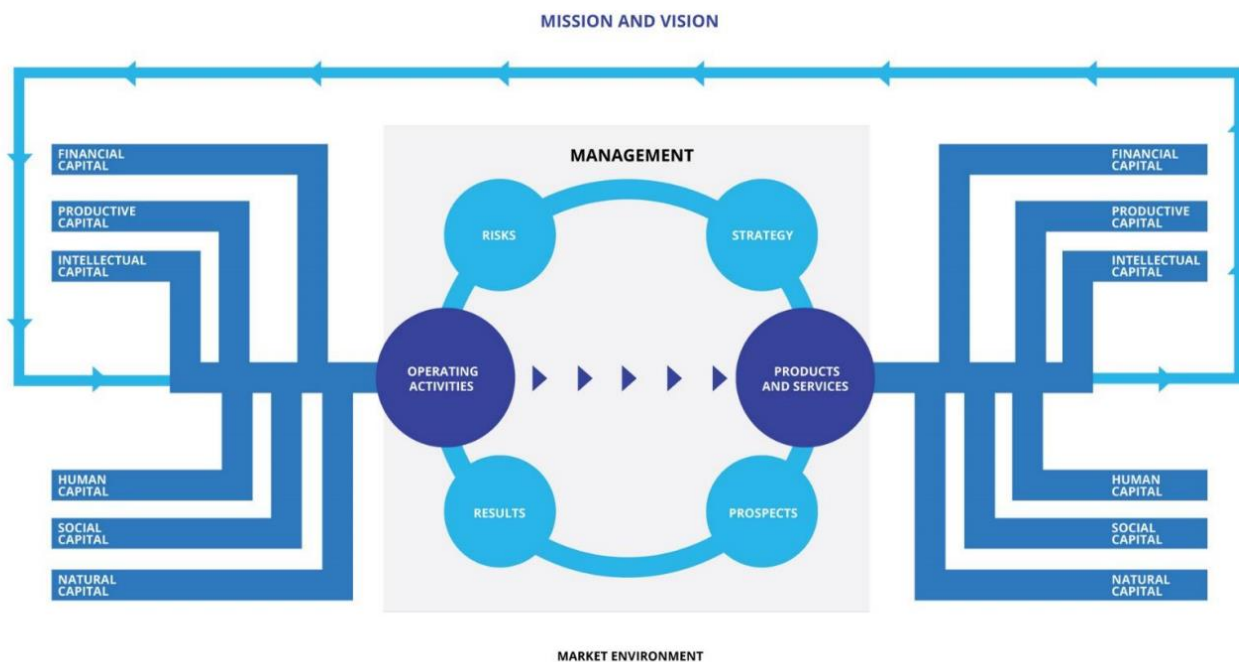 MISSION AND VISION
FINANCIAL
CAPITAL
PRODUCTIVE
CAPITAL
INTELLECTUAL
CAPITAL
HUMAN
CAPITAL
SOCIAL
CAPITAL
NATURAL
CAPITAL
MANAGEMENT
RISKS
STRATEGY
OPERATING
ACTIVITIES
PRODUCTS
AND SERVICES
RESULTS
PROSPECTS
FINANCIAL
CAPITAL
PRODUCTIVE
CAPITAL
INTELLECTUAL
CAPITAL
HUMAN
CAPITAL
SOCIAL
CAPITAL
NATURAL
CAPITAL
MARKET ENVIRONMENT